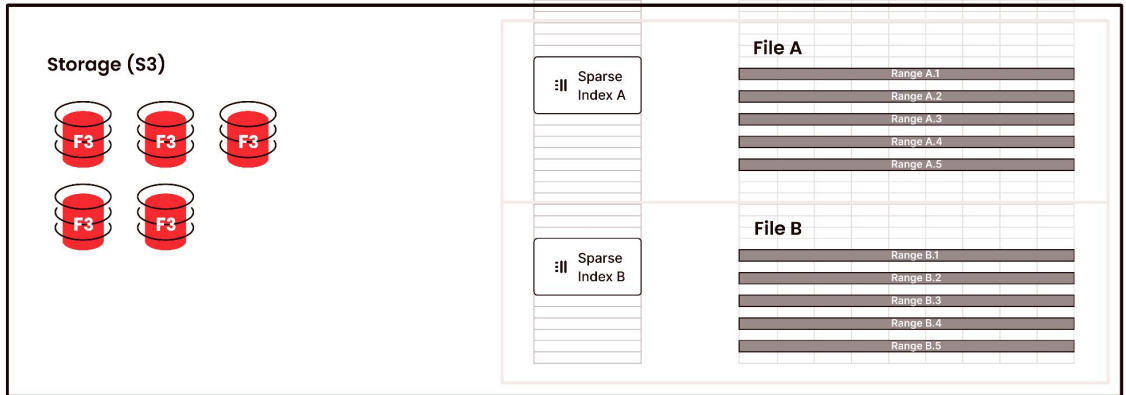 Storage (S3)
F3
F3
F3
F3
F3
Sparse
Index A
File A
Range A.1
Range A.2
Range A.3
Range A.4
Range A.5
Sparse
Index B
File B
Range B.1
Range B.2
Range B.3
Range B.4
Range B.5